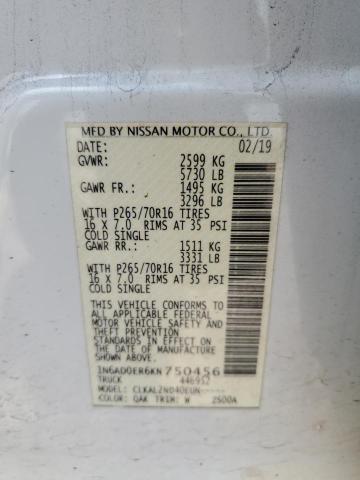 MFD BY NISSAN MOTOR CO., LTD.
DATE: 02/19
GVWR: 2599 KG
5730 LB
GAWR FR.: 1495 KG
3296 LB
WITH P265/70R16 TIRES
16 X 7.0 RIMS AT 35 PSI
COLD SINGLE
GAWR RR.: 1511 KG
3331 LB
WITH P265/70R16 TIRES
16 X 7.0 RIMS AT 35 PSI
COLD SINGLE
THIS VEHICLE CONFORMS TO
ALL APPLICABLE FEDERAL
MOTOR VEHICLE SAFETY
STANDARDS IN EFFECT ON THE
DATE OF MANUFACTURE
SHOWN ABOVE.
1N6AD0ER6KN750456
TRUCK 446952
MODEL:
COLOR: QAK TRIM: W 2500A